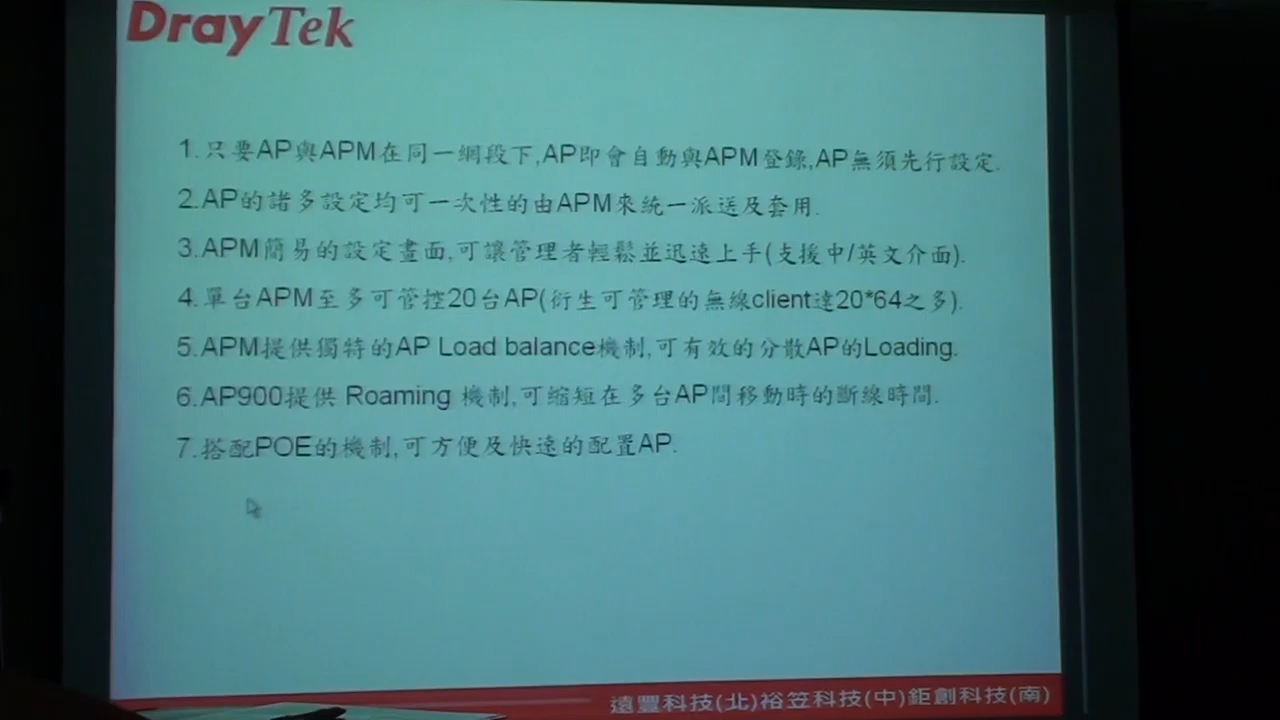 DrayTek
1.只要AP與APM在同一網段下,AP即會自動與APM登錄,AP無須先行設定.
2.AP的諸多設定均可一次性的由APM來統一派送及套用.
3.APM簡易的設定畫面,可讓管理者輕鬆並迅速上手(支援中/英文介面).
4.單台APM至多可管控20台AP(衍生可管理的無線client達20*64之多).
5.APM提供獨特的AP Load balance機制,可有效的分散AP的Loading.
6.AP900提供 Roaming 機制,可縮短在多台AP間移動時的斷線時間.
7.搭配POE的機制,可方便及快速的配置AP.
遠豐科技(北)裕笠科技(中)鉅創科技(南)